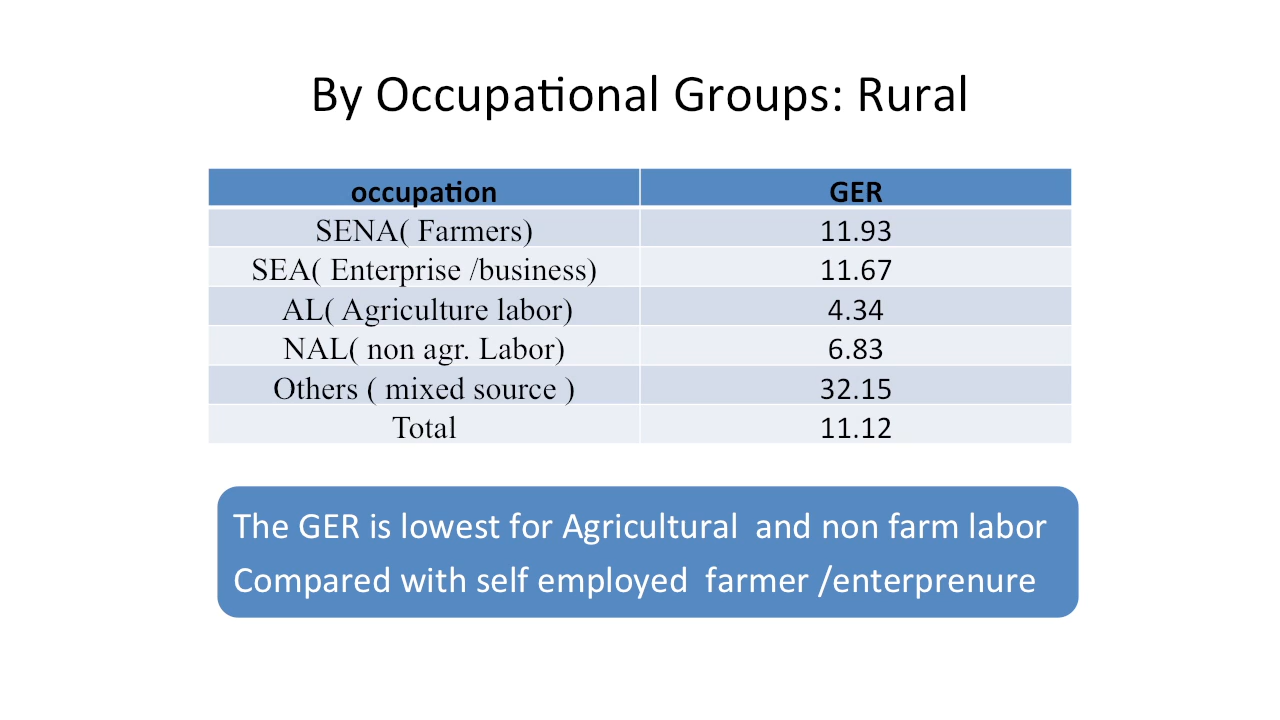 By Occupational Groups: Rural
occupation GER
SENA( Farmers) 11.93
SEA( Enterprise /business) 11.67
AL( Agriculture labor) 4.34
NAL( non agr. Labor) 6.83
Others ( mixed source ) 32.15
Total 11.12
The GER is lowest for Agricultural  and non farm labor
Compared with self employed  farmer /enterprenure